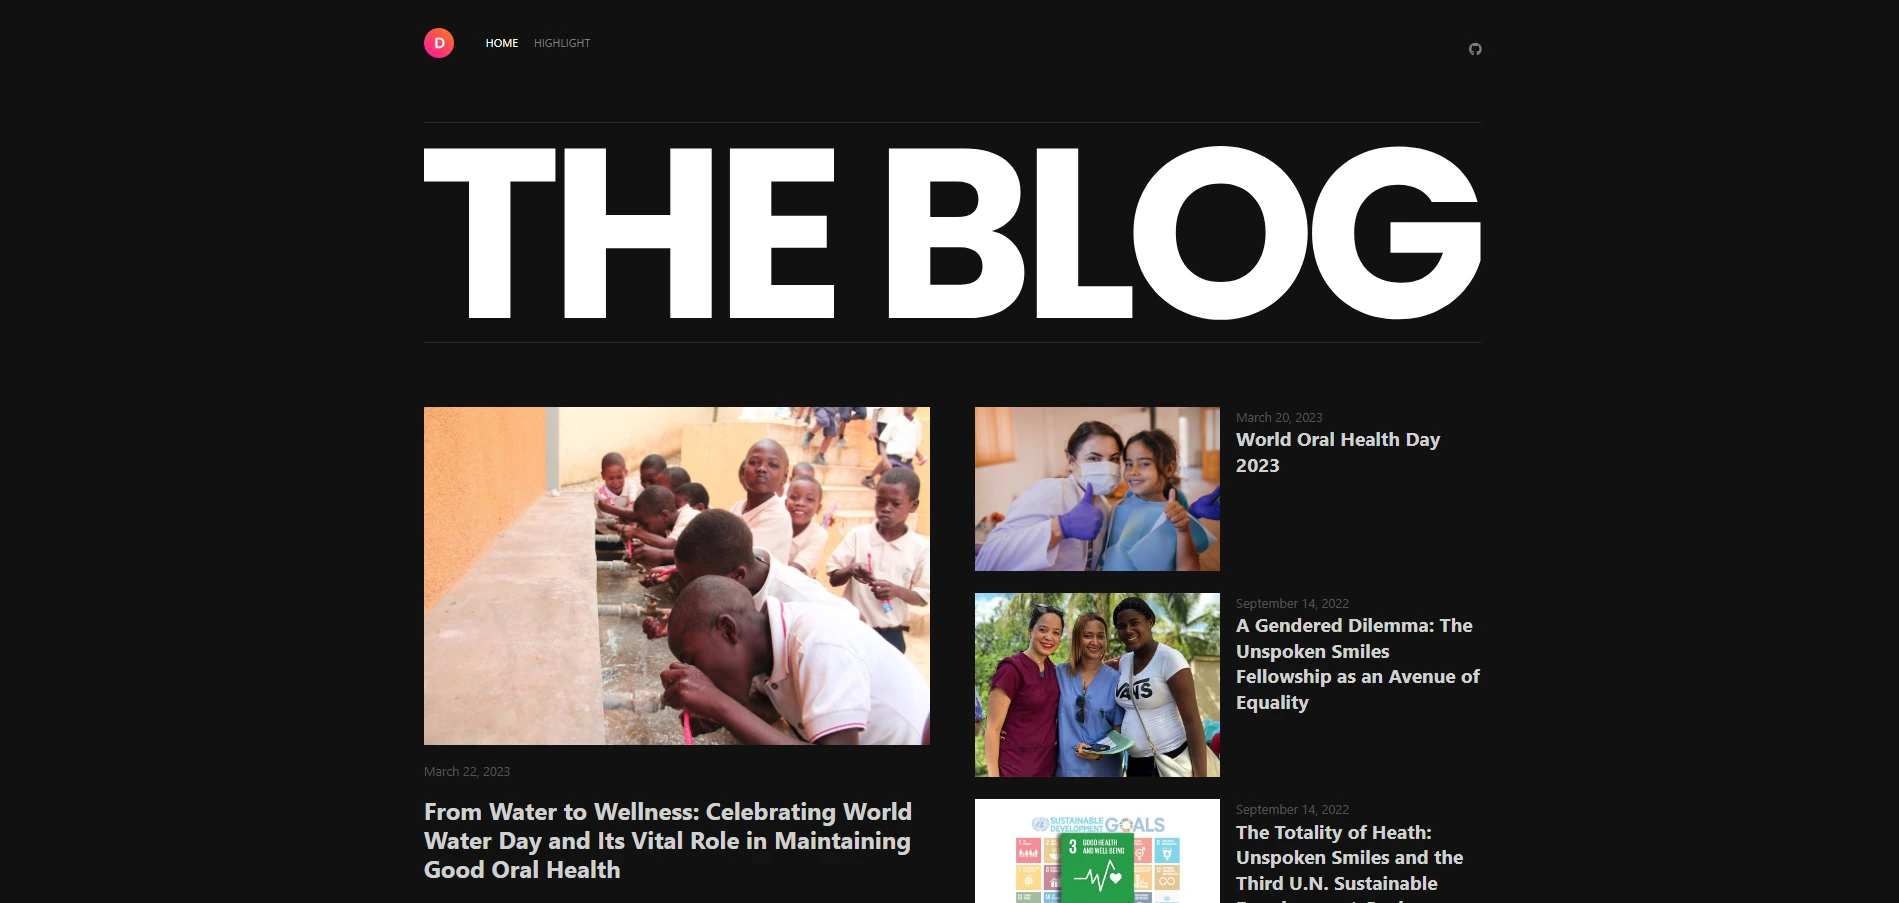 D
HOME HIGHLIGHT
THE BLOG
March 22, 2023
From Water to Wellness: Celebrating World
Water Day and Its Vital Role in Maintaining
Good Oral Health
March 20, 2023
World Oral Health Day
2023
September 14, 2022
A Gendered Dilemma: The
Unspoken Smiles
Fellowship as an Avenue of
Equality
VANS
September 14, 2022
The Totality of Heath:
Unspoken Smiles and the
Third U.N. Sustainable
SUSTAINABLE
DEVELOPMENT GOALS
3 GOOD HEALTH
AND WELL-BEING